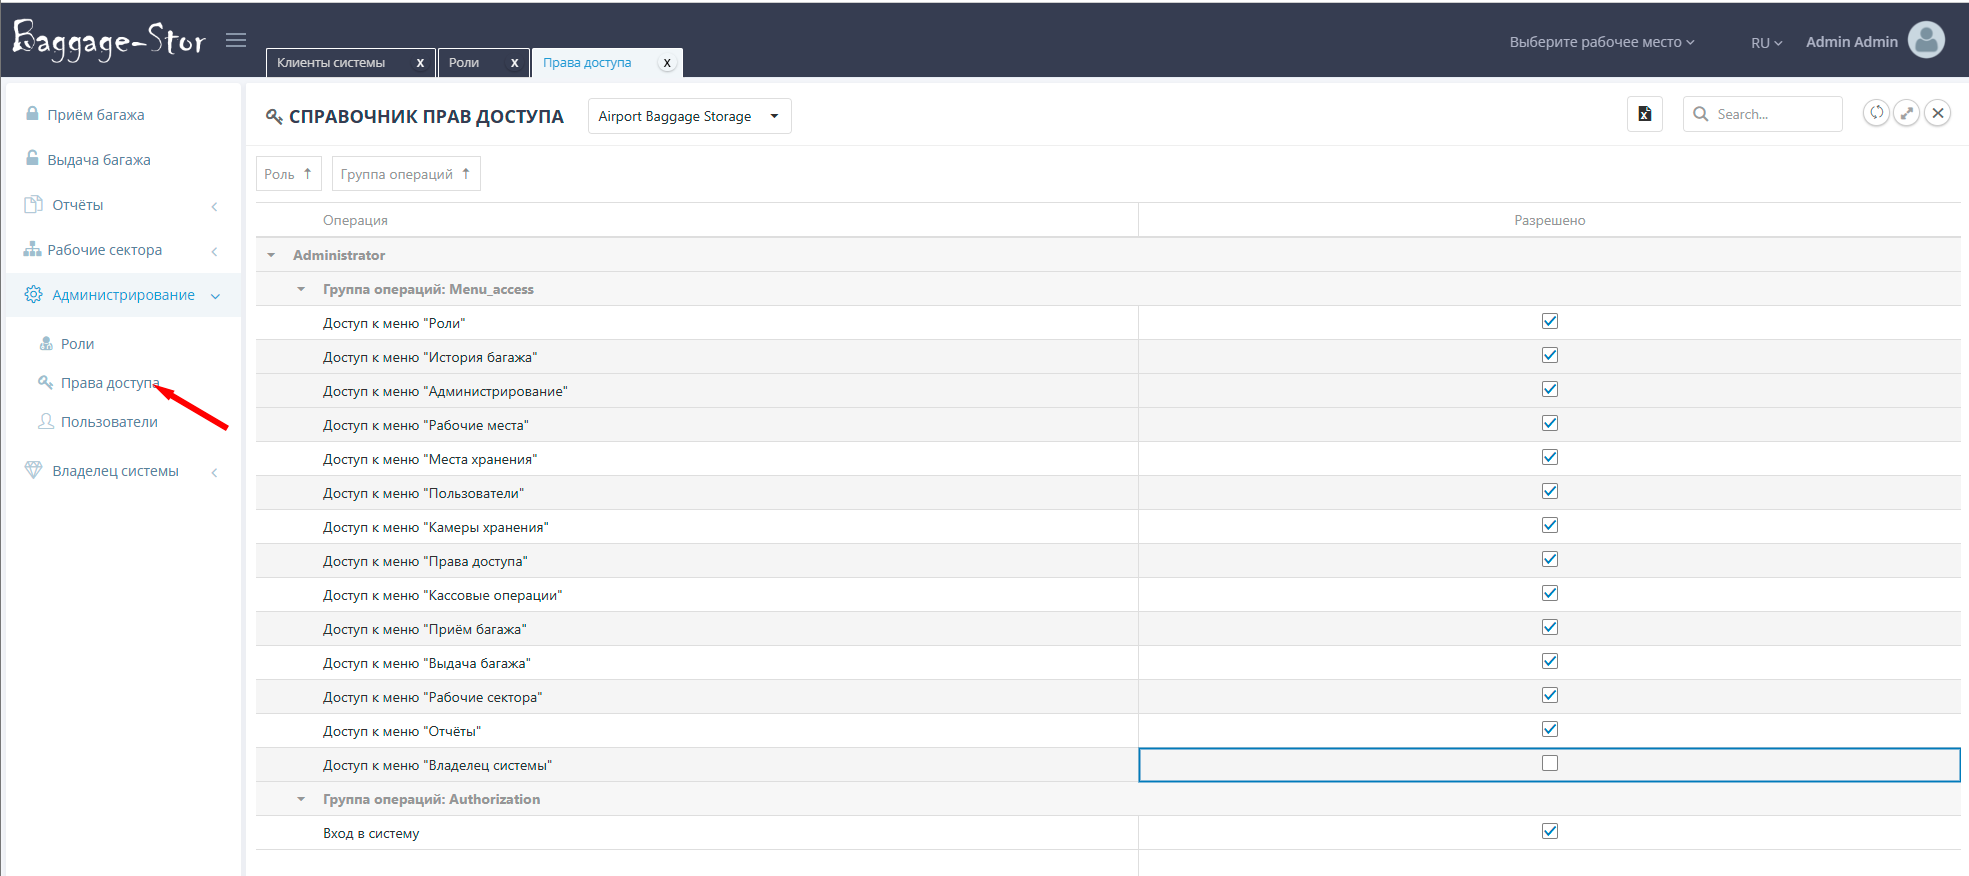 Baggage-Stor
Клиенты системы x
Роли x
Права доступа x
Выберите рабочее место
RU
Admin Admin
Приём багажа
Выдача багажа
Отчёты
Рабочие сектора
Администрирование
Роли
Права доступа
Пользователи
Владелец системы
СПРАВОЧНИК ПРАВ ДОСТУПА
Airport Baggage Storage
Search...
Роль ↑
Группа операций ↑
Операция
Разрешено
Administrator
Группа операций: Menu_access
Доступ к меню "Роли"
Доступ к меню "История багажа"
Доступ к меню "Администрирование"
Доступ к меню "Рабочие места"
Доступ к меню "Места хранения"
Доступ к меню "Пользователи"
Доступ к меню "Камеры хранения"
Доступ к меню "Права доступа"
Доступ к меню "Кассовые операции"
Доступ к меню "Приём багажа"
Доступ к меню "Выдача багажа"
Доступ к меню "Рабочие сектора"
Доступ к меню "Отчёты"
Доступ к меню "Владелец системы"
Группа операций: Authorization
Вход в систему